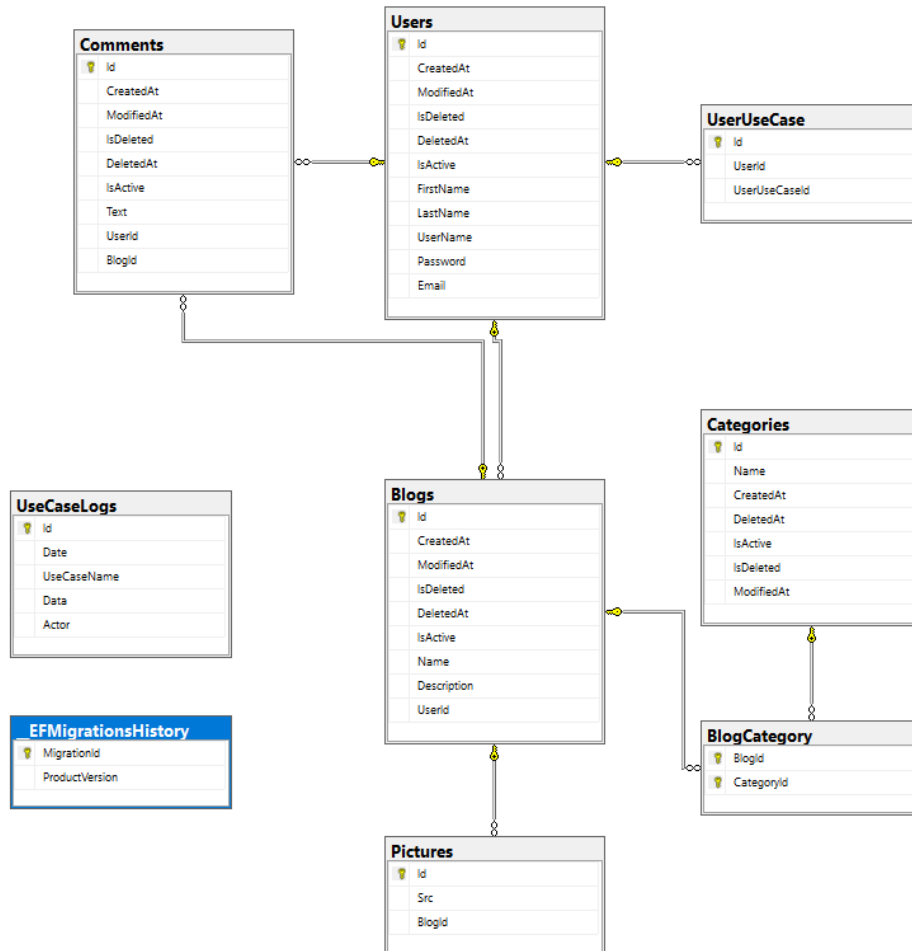 Comments
Id
CreatedAt
ModifiedAt
IsDeleted
DeletedAt
IsActive
Text
UserId
BlogId
Users
Id
CreatedAt
ModifiedAt
IsDeleted
DeletedAt
IsActive
FirstName
LastName
UserName
Password
Email
UserUseCase
Id
UserId
UserUseCaseId
UseCaseLogs
Id
Date
UseCaseName
Data
Actor
Blogs
Id
CreatedAt
ModifiedAt
IsDeleted
DeletedAt
IsActive
Name
Description
UserId
Categories
Id
Name
CreatedAt
DeletedAt
IsActive
IsDeleted
ModifiedAt
__EFMigrationsHistory
MigrationId
ProductVersion
BlogCategory
BlogId
CategoryId
Pictures
Id
Src
BlogId